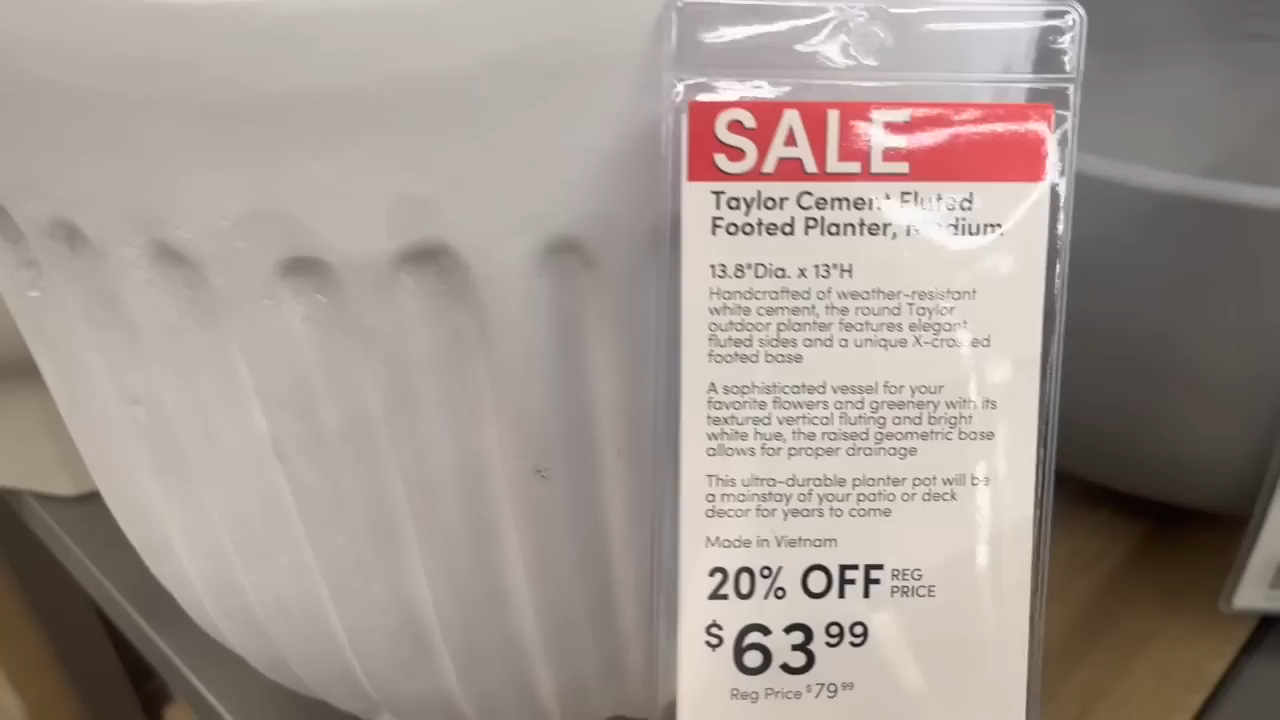 SALE
Taylor Cement Fluted
Footed Planter, Medium
13.8"Dia. x 13"H
Handcrafted of weather-resistant
white cement, the round Taylor
outdoor planter features elegant
fluted sides and a unique X-crossed
footed base
A sophisticated vessel for your
favorite flowers and greenery with its
textured vertical fluting and bright
white hue, the raised geometric base
allows for proper drainage
This ultra-durable planter pot will be
a mainstay of your patio or deck
decor for years to come
Made in Vietnam
20% OFF REG PRICE
$63.99
Reg Price $79.99